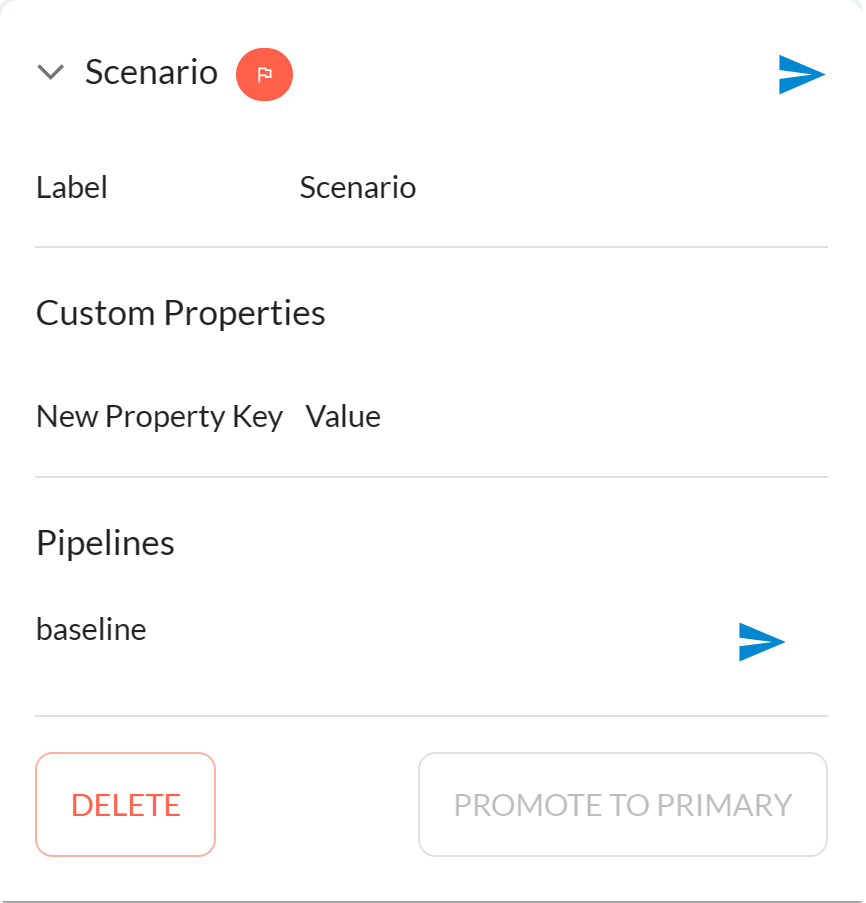 Scenario
Label Scenario
Custom Properties
New Property Key Value
Pipelines
baseline
DELETE PROMOTE TO PRIMARY